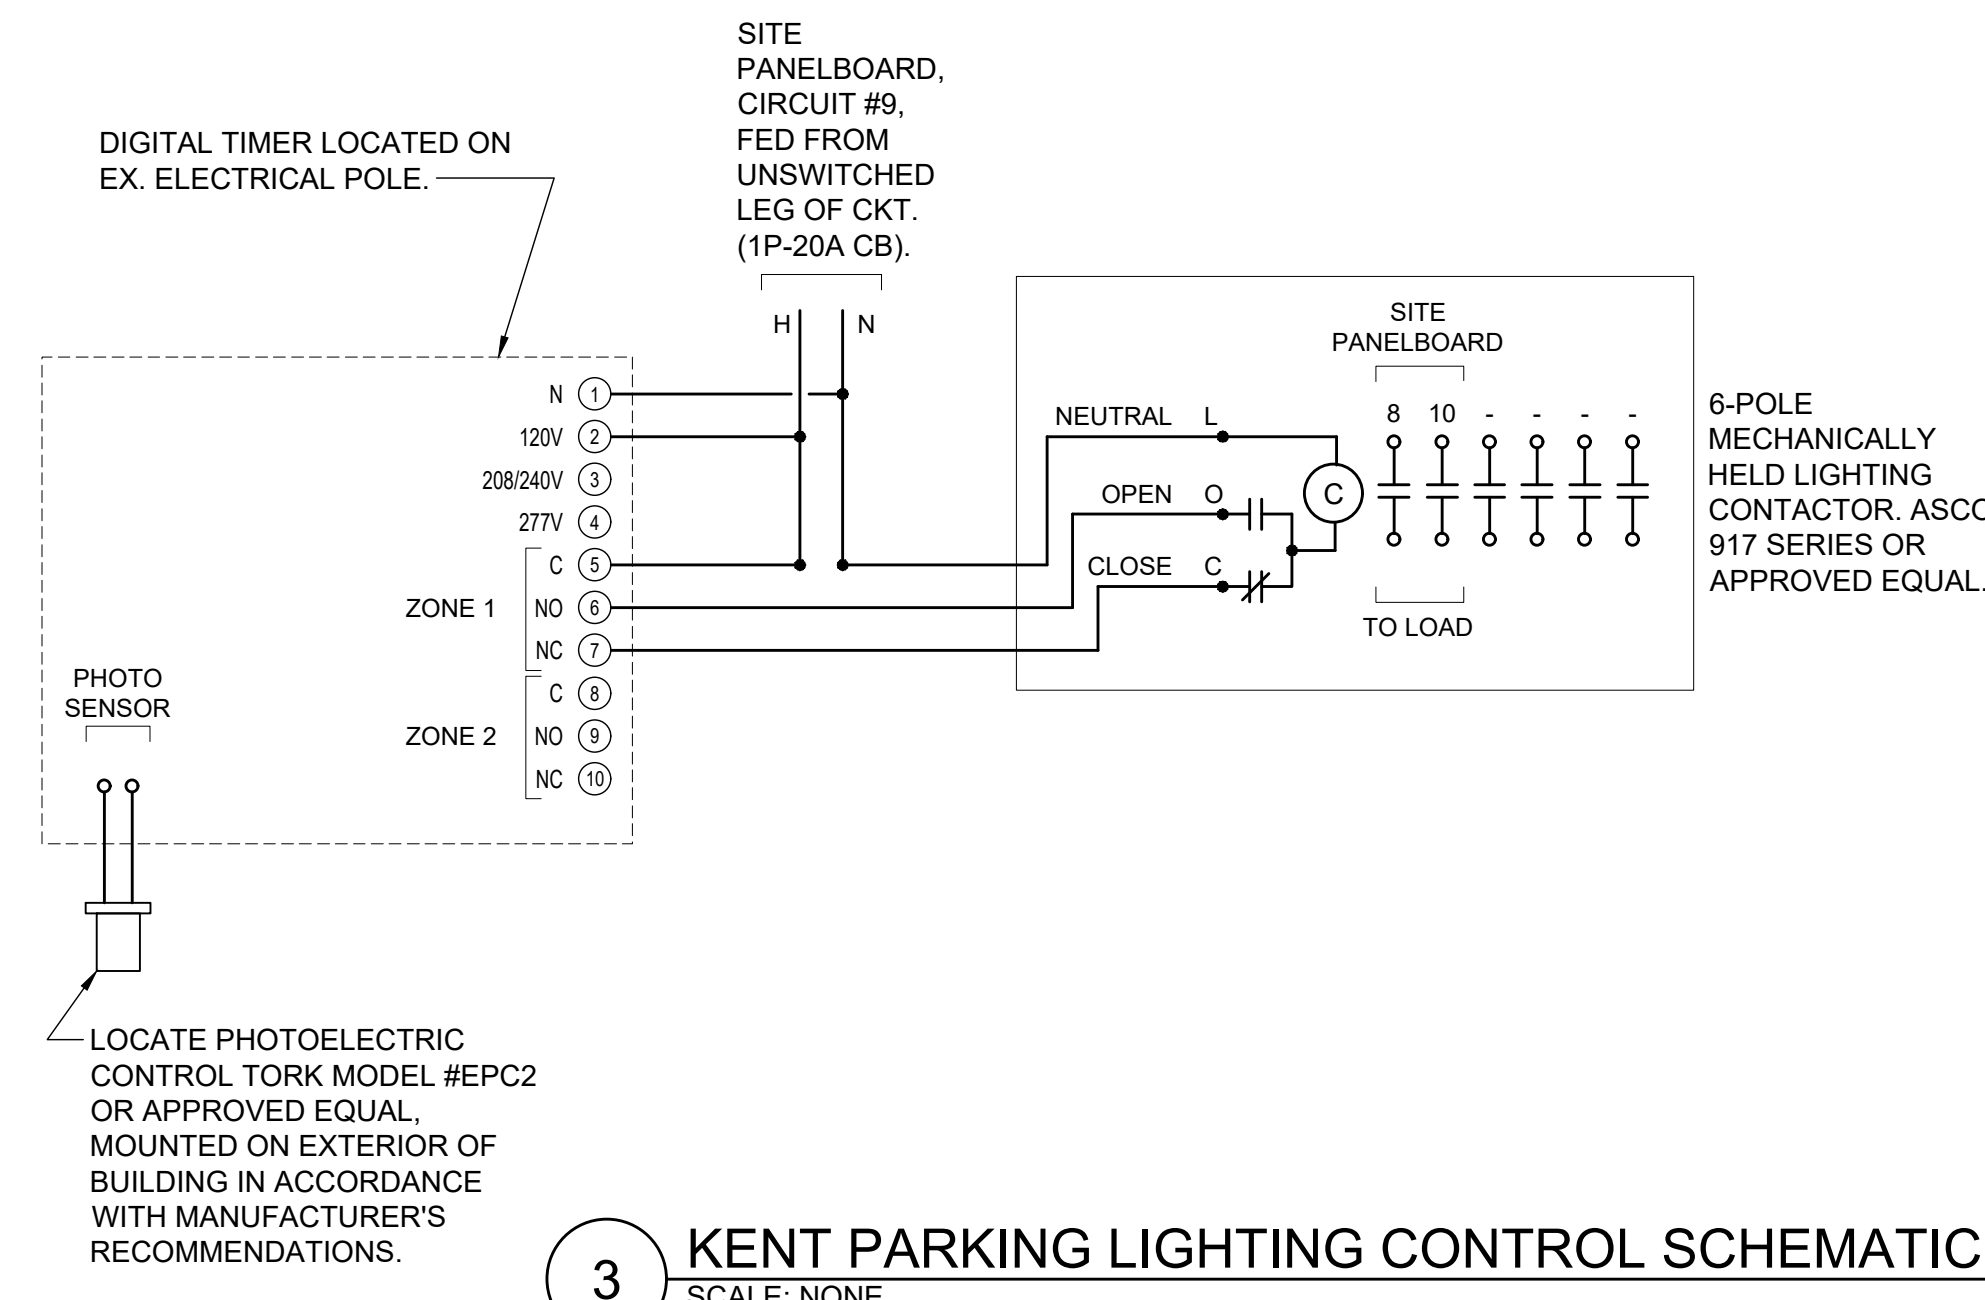 SITE
PANELBOARD,
CIRCUIT #9,
FED FROM
UNSWITCHED
LEG OF CKT.
(1P-20A CB).
DIGITAL TIMER LOCATED ON
EX. ELECTRICAL POLE.
H N
N 1
120V 2
208/240V 3
277V 4
C 5
ZONE 1 NO 6
NC 7
C 8
ZONE 2 NO 9
NC 10
PHOTO
SENSOR
SITE
PANELBOARD
8 10 - - - -
NEUTRAL L
OPEN O
CLOSE C
C
TO LOAD
6-POLE
MECHANICALLY
HELD LIGHTING
CONTACTOR. ASCO
917 SERIES OR
APPROVED EQUAL.
LOCATE PHOTOELECTRIC
CONTROL TORK MODEL #EPC2
OR APPROVED EQUAL,
MOUNTED ON EXTERIOR OF
BUILDING IN ACCORDANCE
WITH MANUFACTURER'S
RECOMMENDATIONS.
3 KENT PARKING LIGHTING CONTROL SCHEMATIC
SCALE: NONE